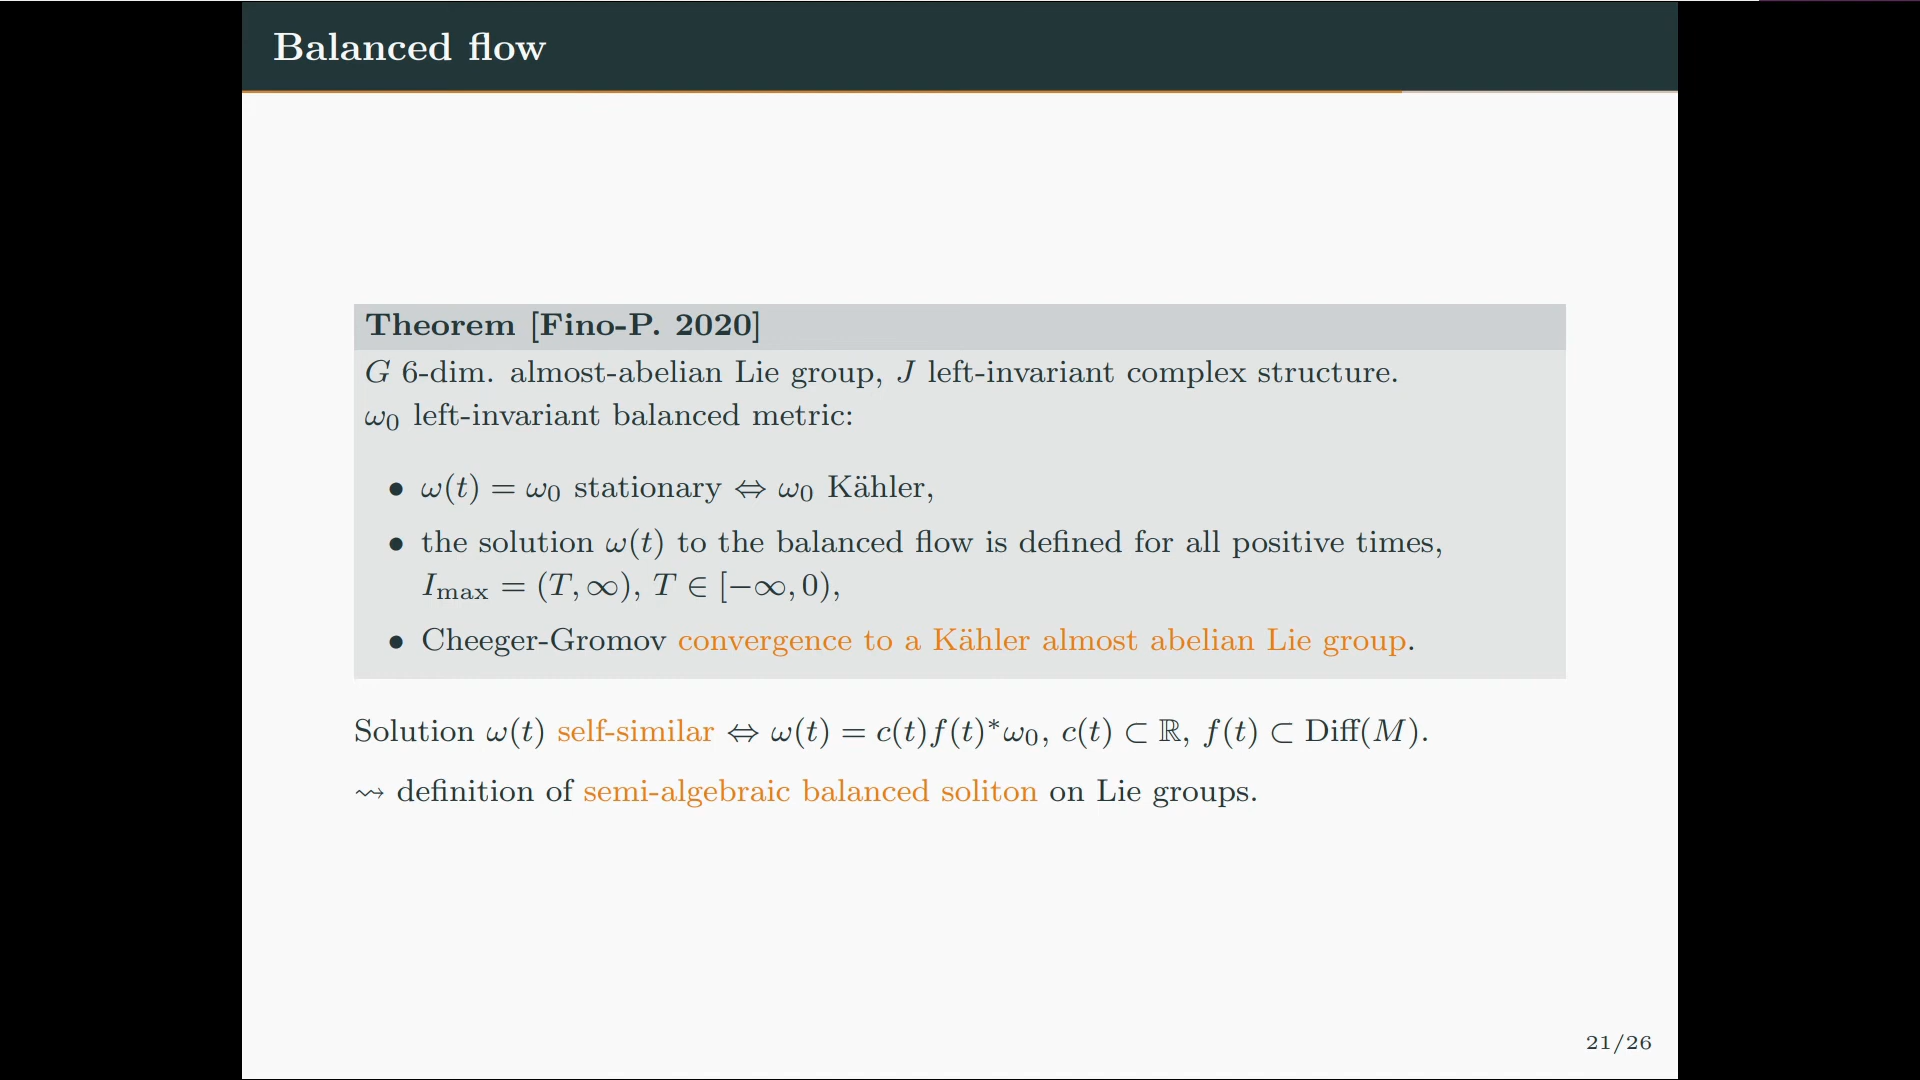 Balanced flow
Theorem [Fino-P. 2020]
G 6-dim. almost-abelian Lie group, J left-invariant complex structure.
ω₀ left-invariant balanced metric:
• ω(t) = ω₀ stationary ⇔ ω₀ Kähler,
• the solution ω(t) to the balanced flow is defined for all positive times,
Iₘₐₓ = (T, ∞), T ∈ [−∞, 0),
• Cheeger-Gromov convergence to a Kähler almost abelian Lie group.
Solution ω(t) self-similar ⇔ ω(t) = c(t)f(t)*ω₀, c(t) ⊂ ℝ, f(t) ⊂ Diff(M).
⇝ definition of semi-algebraic balanced soliton on Lie groups.
21/26